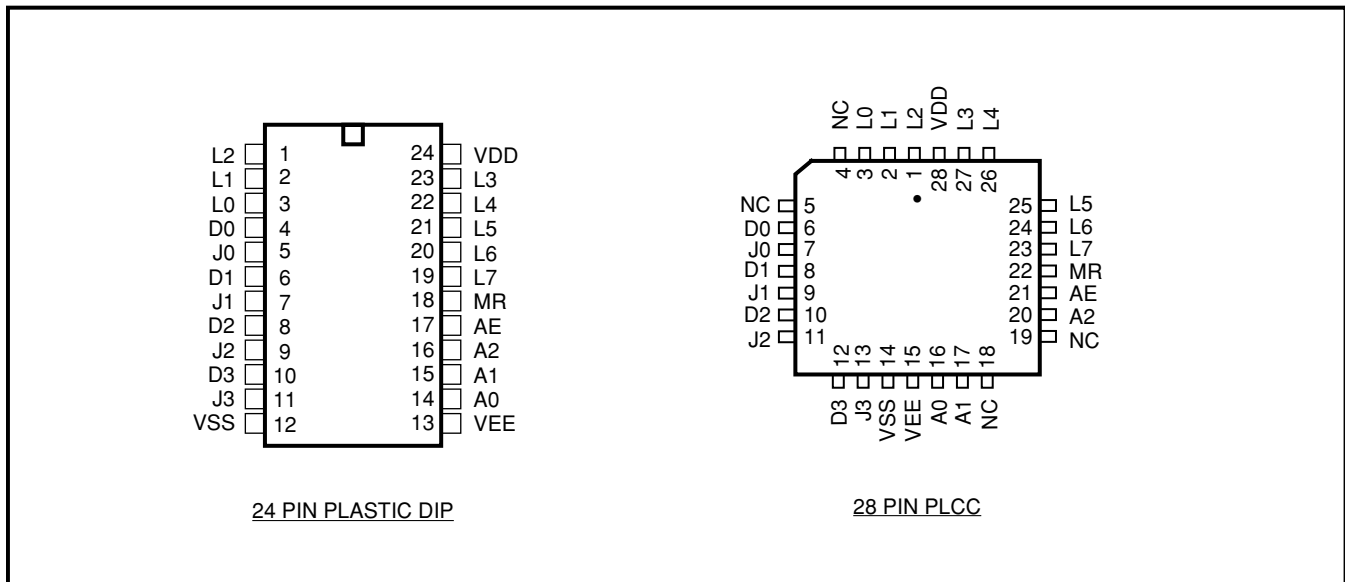 L2 1 24 VDD
L1 2 23 L3
L0 3 22 L4
D0 4 21 L5
J0 5 20 L6
D1 6 19 L7
J1 7 18 MR
D2 8 17 AE
J2 9 16 A2
D3 10 15 A1
J3 11 14 A0
VSS 12 13 VEE
24 PIN PLASTIC DIP
NC L0 L1 L2 VDD L3 L4
4 3 2 1 28 27 26
NC 5 25 L5
D0 6 24 L6
J0 7 23 L7
D1 8 22 MR
J1 9 21 AE
D2 10 20 A2
J2 11 19 NC
12 13 14 15 16 17 18
D3 J3 VSS VEE A0 A1 NC
28 PIN PLCC